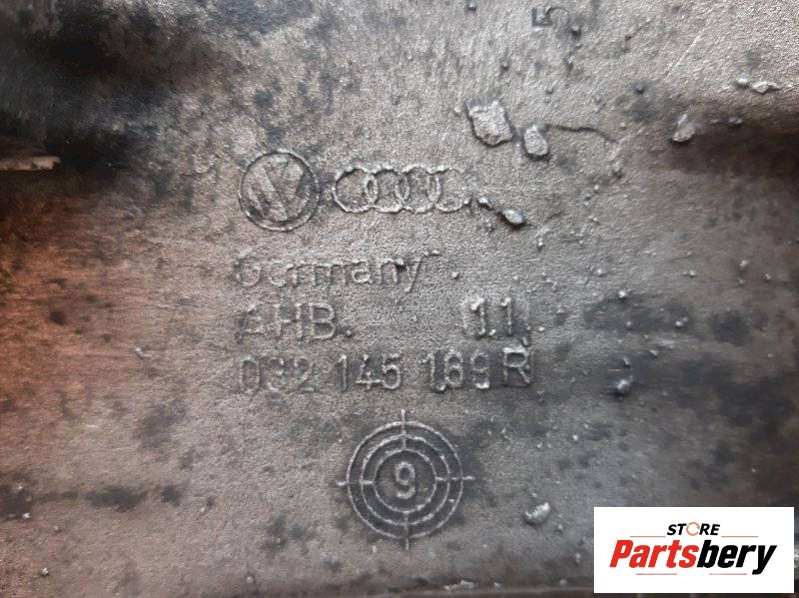 Germany
AHB. 11
032 145 169 R
9
STORE
Partsbery